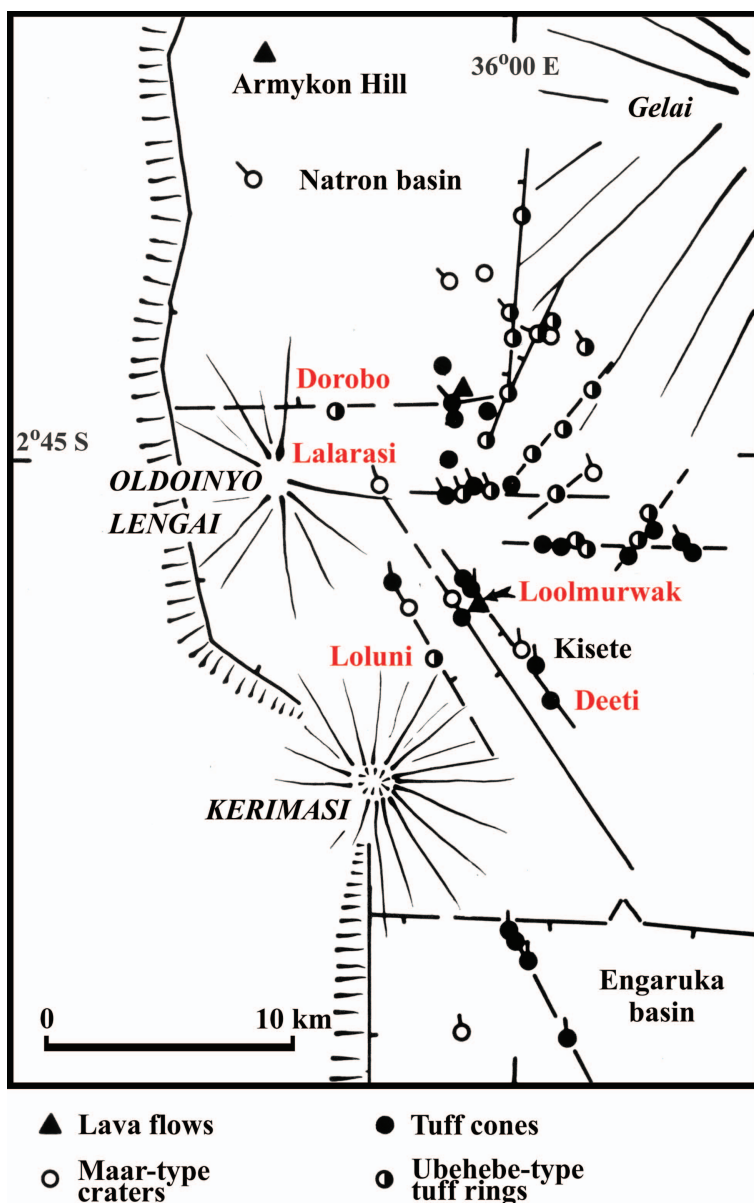 36°00 E
Armykon Hill
Gelai
Natron basin
Dorobo
2°45 S
Lalarasi
OLDOINYO
LENGAI
Loolmurwak
Kisete
Loluni
Deeti
KERIMASI
Engaruka
basin
0 10 km
Lava flows
Tuff cones
Maar-type
craters
Ubehebe-type
tuff rings